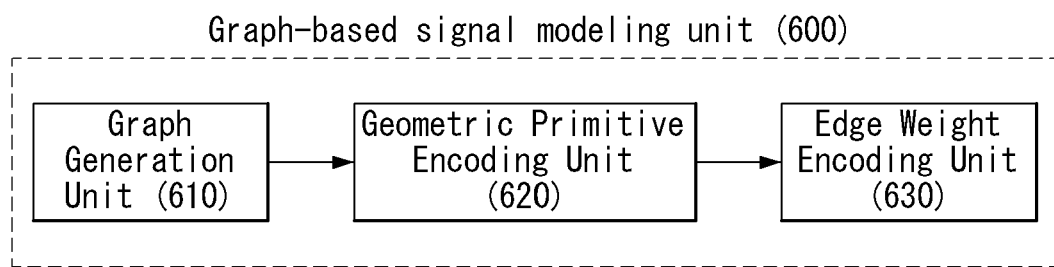 Graph-based signal modeling unit (600)
Graph
Generation
Unit (610)
Geometric Primitive
Encoding Unit
(620)
Edge Weight
Encoding Unit
(630)